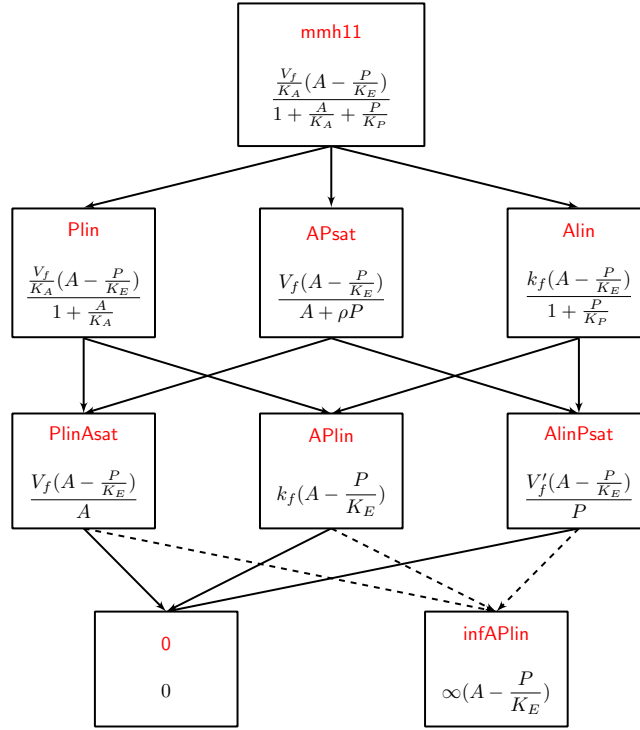 mmh11
\frac{\frac{V_f}{K_A}(A - \frac{P}{K_E})}{1 + \frac{A}{K_A} + \frac{P}{K_P}}
Plin
APsat
Alin
\frac{\frac{V_f}{K_A}(A - \frac{P}{K_E})}{1 + \frac{A}{K_A}}
\frac{V_f(A - \frac{P}{K_E})}{A + \rho P}
\frac{k_f(A - \frac{P}{K_E})}{1 + \frac{P}{K_P}}
PlinAsat
APlin
AlinPsat
\frac{V_f(A - \frac{P}{K_E})}{A}
k_f(A - \frac{P}{K_E})
\frac{V_f'(A - \frac{P}{K_E})}{P}
0
infAPlin
0
\infty(A - \frac{P}{K_E})